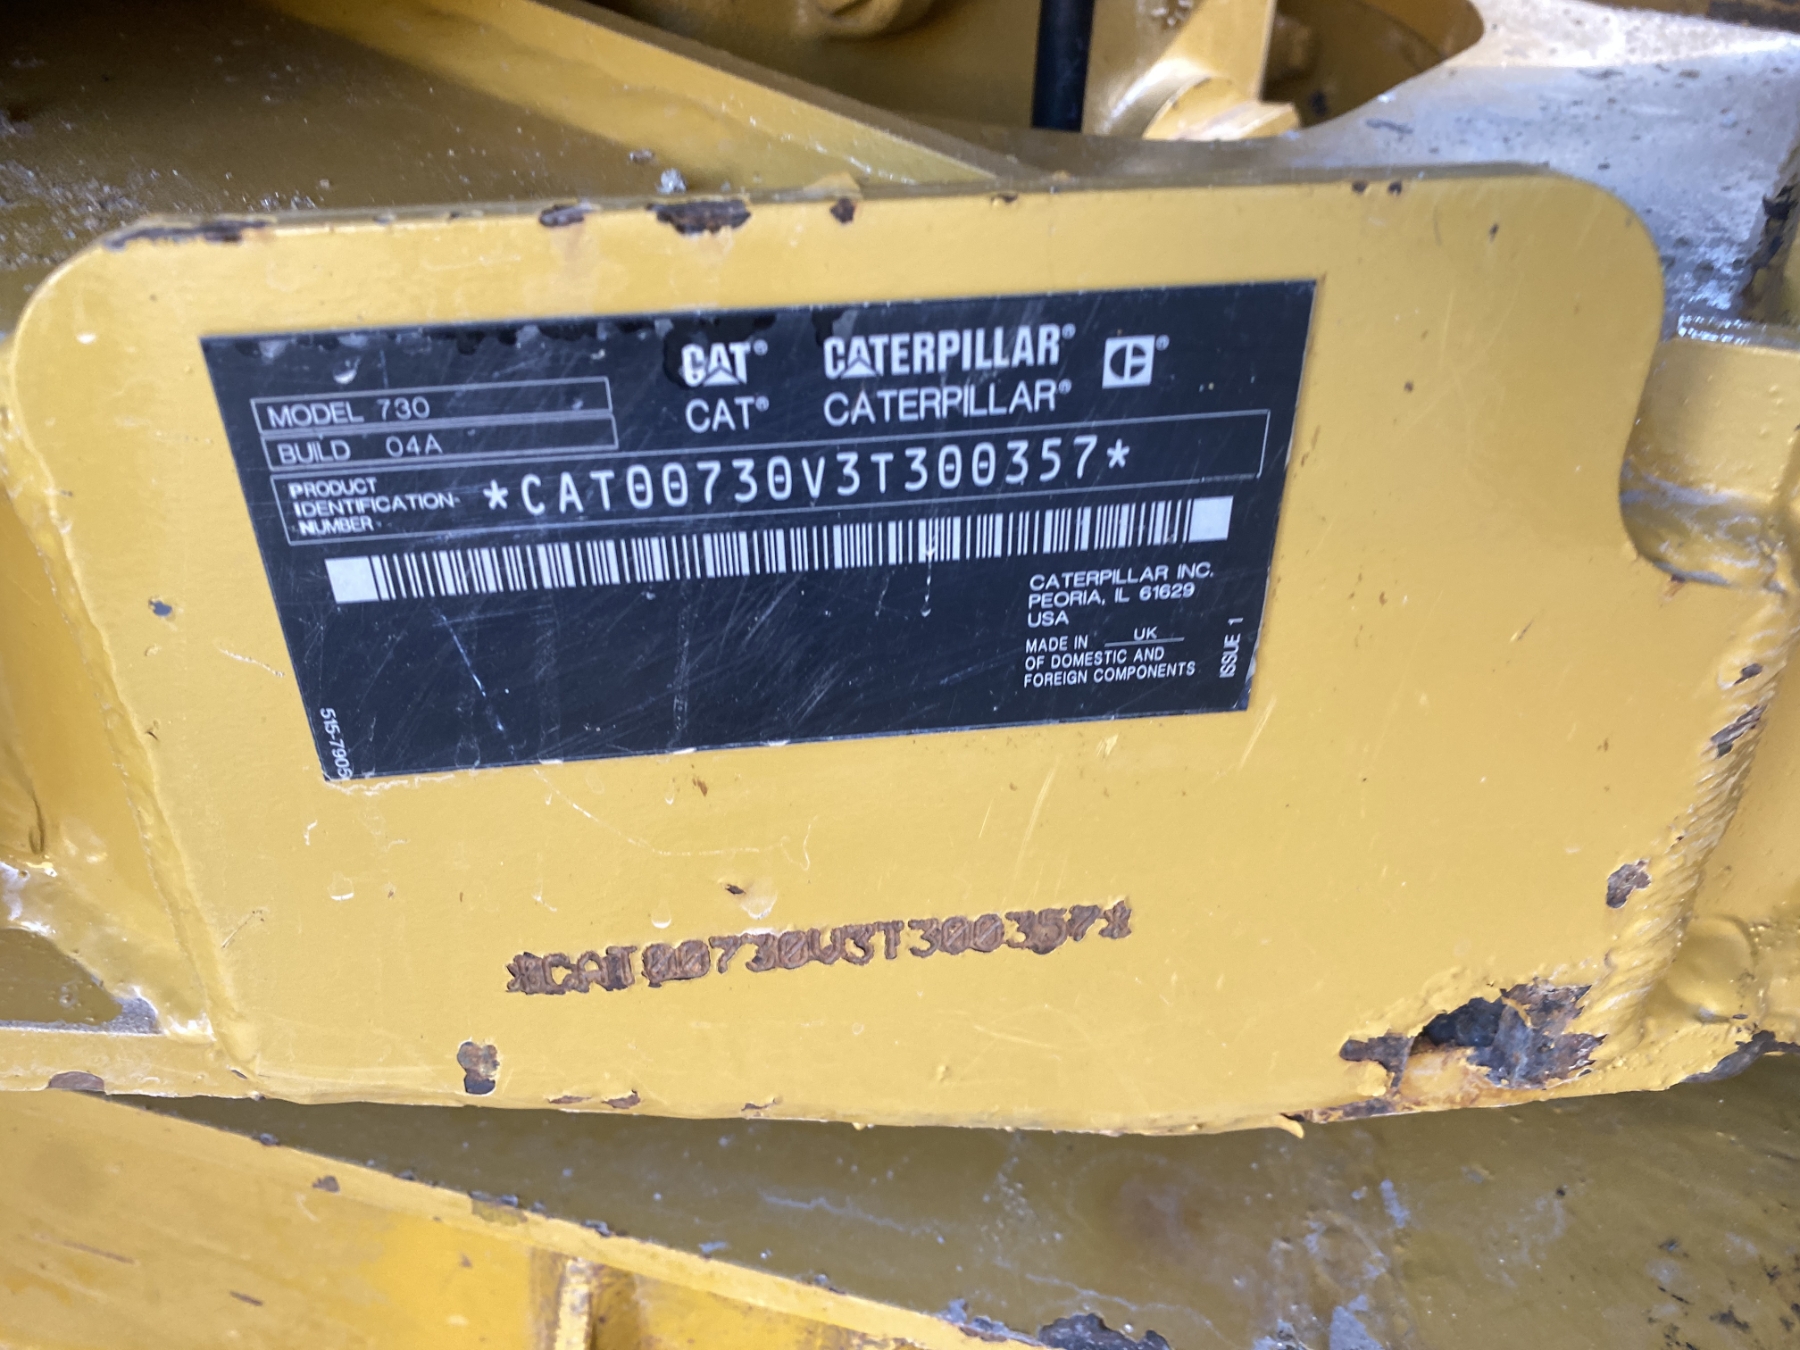 CAT® CATERPILLAR® CE®
CAT® CATERPILLAR®
MODEL 730
BUILD 04A
PRODUCT
IDENTIFICATION
NUMBER
*CAT00730V3T300357*
CATERPILLAR INC.
PEORIA, IL 61629
USA
MADE IN UK
OF DOMESTIC AND
FOREIGN COMPONENTS
ISSUE 1
515-7905
*CAT00730V3T300357*